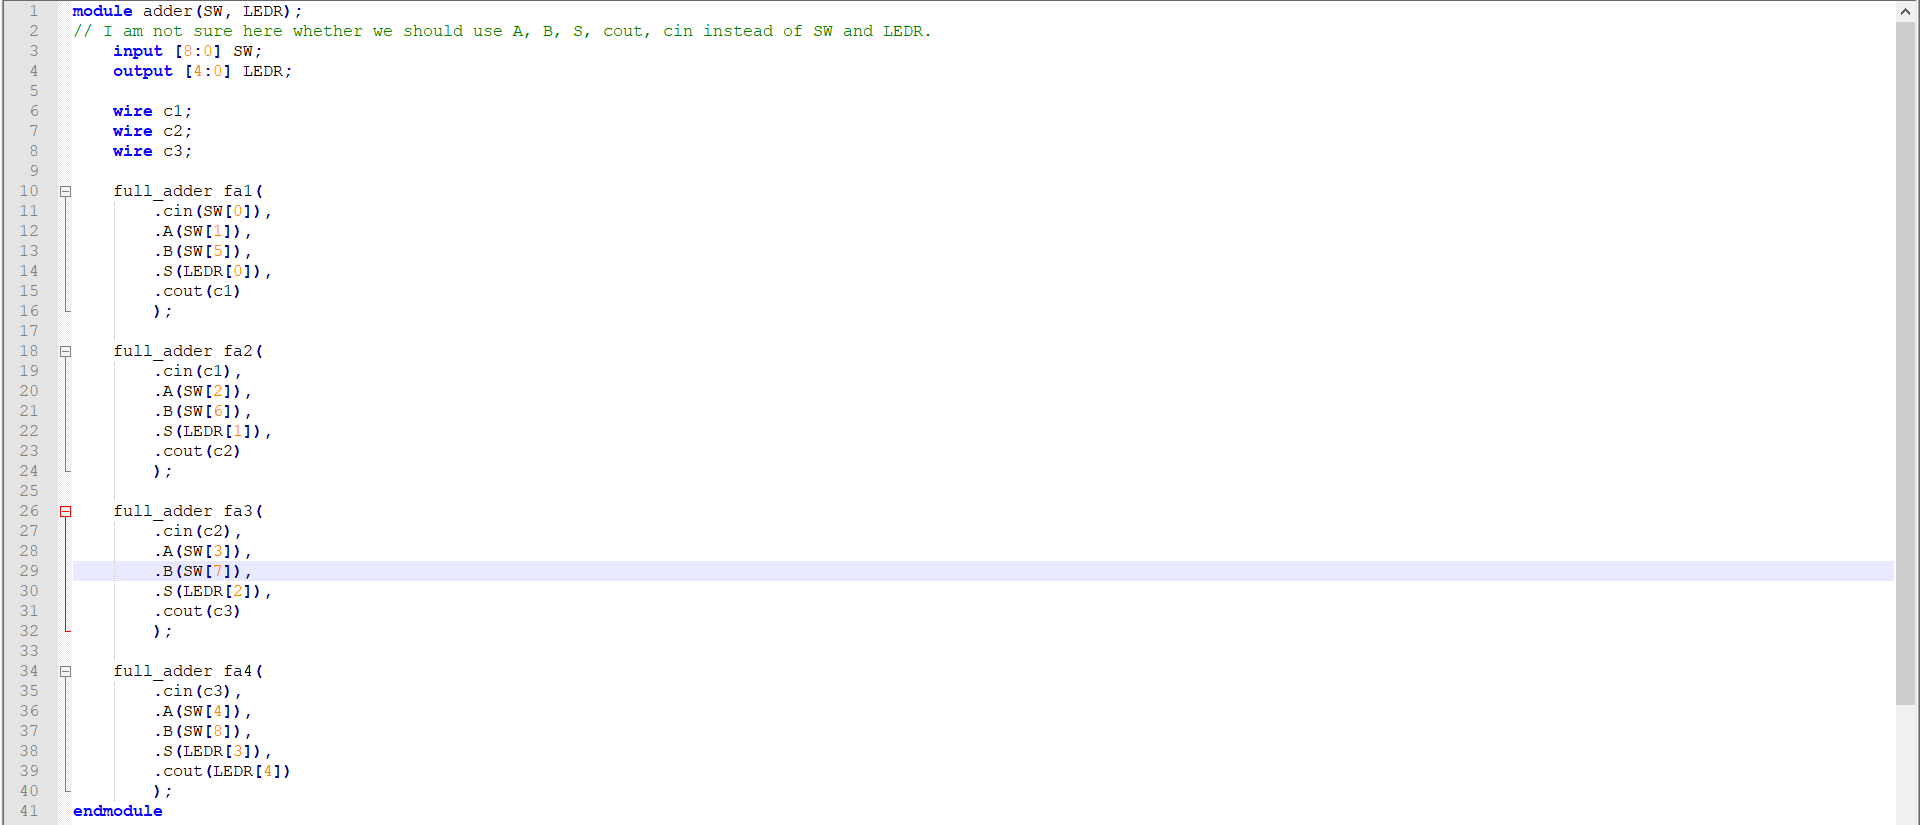 1 module adder(SW, LEDR);
2 // I am not sure here whether we should use A, B, S, cout, cin instead of SW and LEDR.
3 input [8:0] SW;
4 output [4:0] LEDR;
5
6 wire c1;
7 wire c2;
8 wire c3;
9
10 full_adder fa1(
11 .cin(SW[0]),
12 .A(SW[1]),
13 .B(SW[5]),
14 .S(LEDR[0]),
15 .cout(c1)
16 );
17
18 full_adder fa2(
19 .cin(c1),
20 .A(SW[2]),
21 .B(SW[6]),
22 .S(LEDR[1]),
23 .cout(c2)
24 );
25
26 full_adder fa3(
27 .cin(c2),
28 .A(SW[3]),
29 .B(SW[7]),
30 .S(LEDR[2]),
31 .cout(c3)
32 );
33
34 full_adder fa4(
35 .cin(c3),
36 .A(SW[4]),
37 .B(SW[8]),
38 .S(LEDR[3]),
39 .cout(LEDR[4])
40 );
41 endmodule